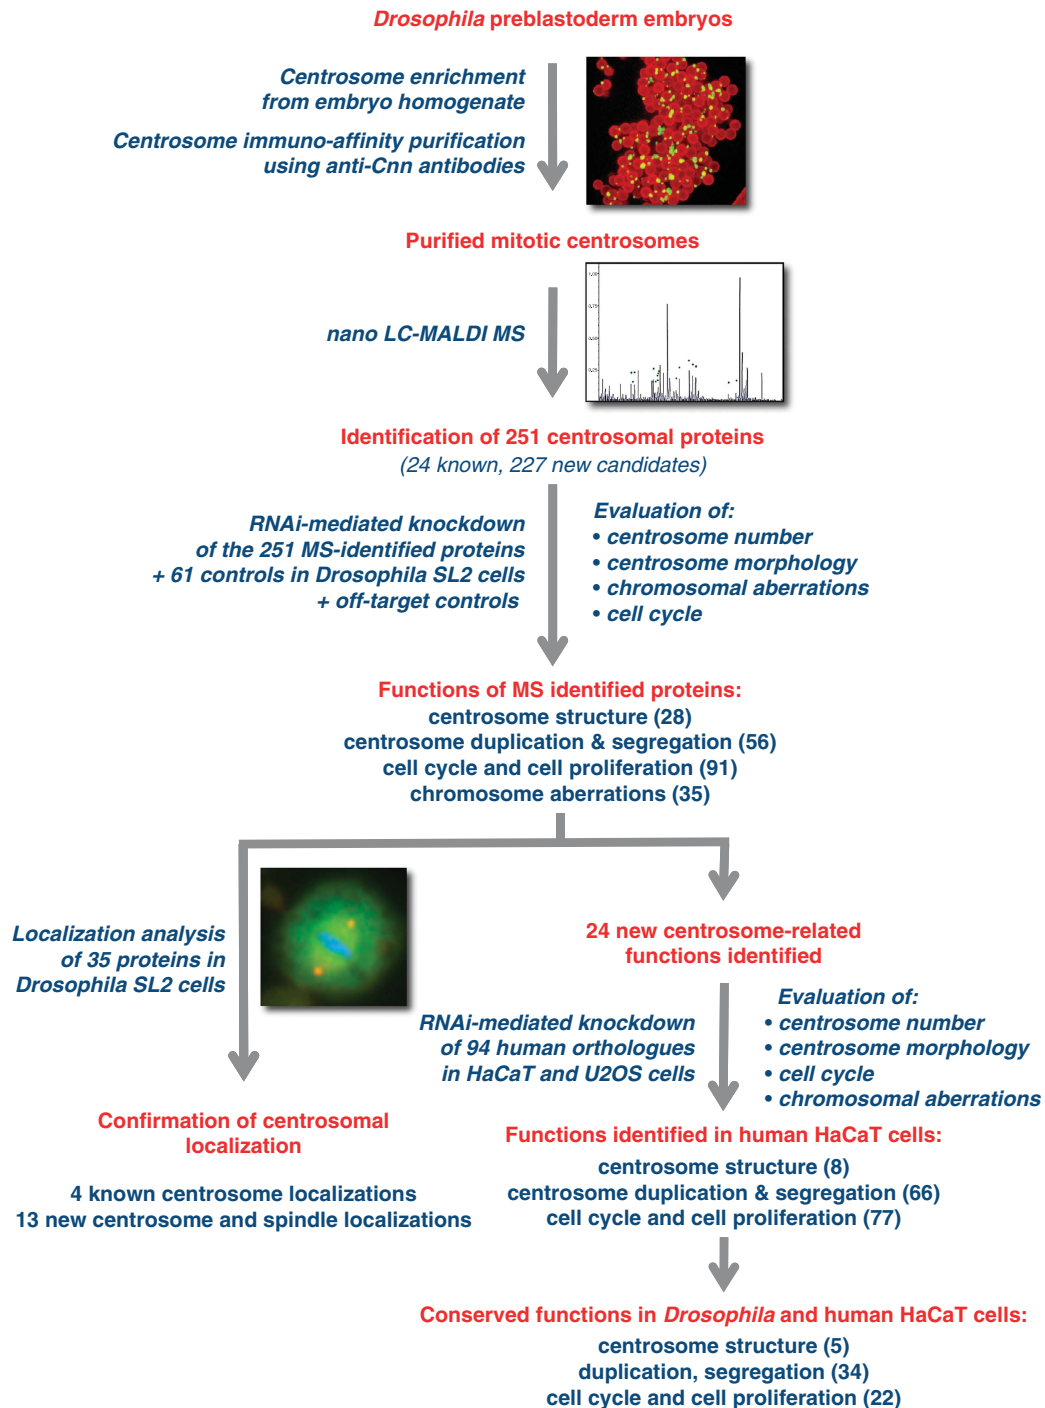 Drosophila preblastoderm embryos
Centrosome enrichment
from embryo homogenate
Centrosome immuno-affinity purification
using anti-Cnn antibodies
Purified mitotic centrosomes
nano LC-MALDI MS
Identification of 251 centrosomal proteins
(24 known, 227 new candidates)
RNAi-mediated knockdown
of the 251 MS-identified proteins
+ 61 controls in Drosophila SL2 cells
+ off-target controls
Evaluation of:
• centrosome number
• centrosome morphology
• chromosomal aberrations
• cell cycle
Functions of MS identified proteins:
centrosome structure (28)
centrosome duplication & segregation (56)
cell cycle and cell proliferation (91)
chromosome aberrations (35)
Localization analysis
of 35 proteins in
Drosophila SL2 cells
Confirmation of centrosomal
localization
4 known centrosome localizations
13 new centrosome and spindle localizations
24 new centrosome-related
functions identified
RNAi-mediated knockdown
of 94 human orthologues
in HaCaT and U2OS cells
Evaluation of:
• centrosome number
• centrosome morphology
• cell cycle
• chromosomal aberrations
Functions identified in human HaCaT cells:
centrosome structure (8)
centrosome duplication & segregation (66)
cell cycle and cell proliferation (77)
Conserved functions in Drosophila and human HaCaT cells:
centrosome structure (5)
duplication, segregation (34)
cell cycle and cell proliferation (22)